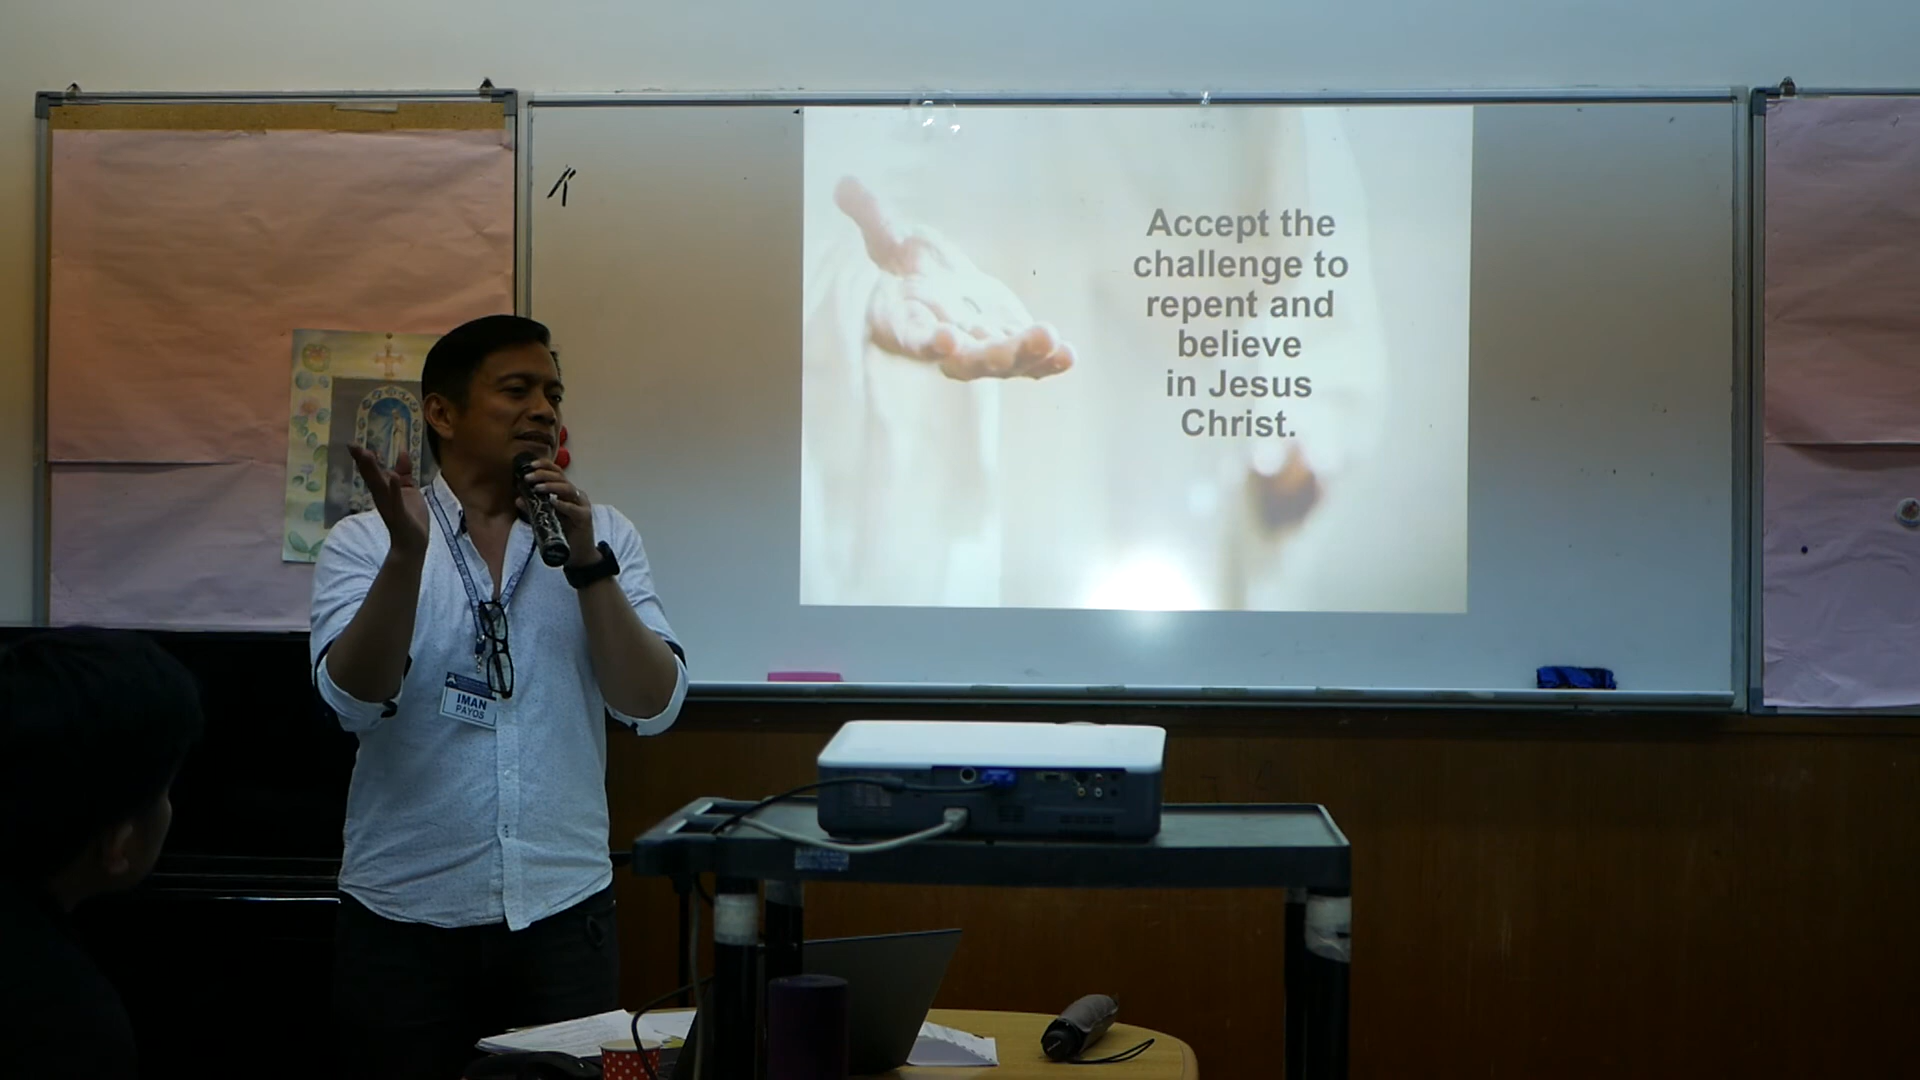 Accept the
challenge to
repent and
believe
in Jesus
Christ.
IMAN
PAYOS